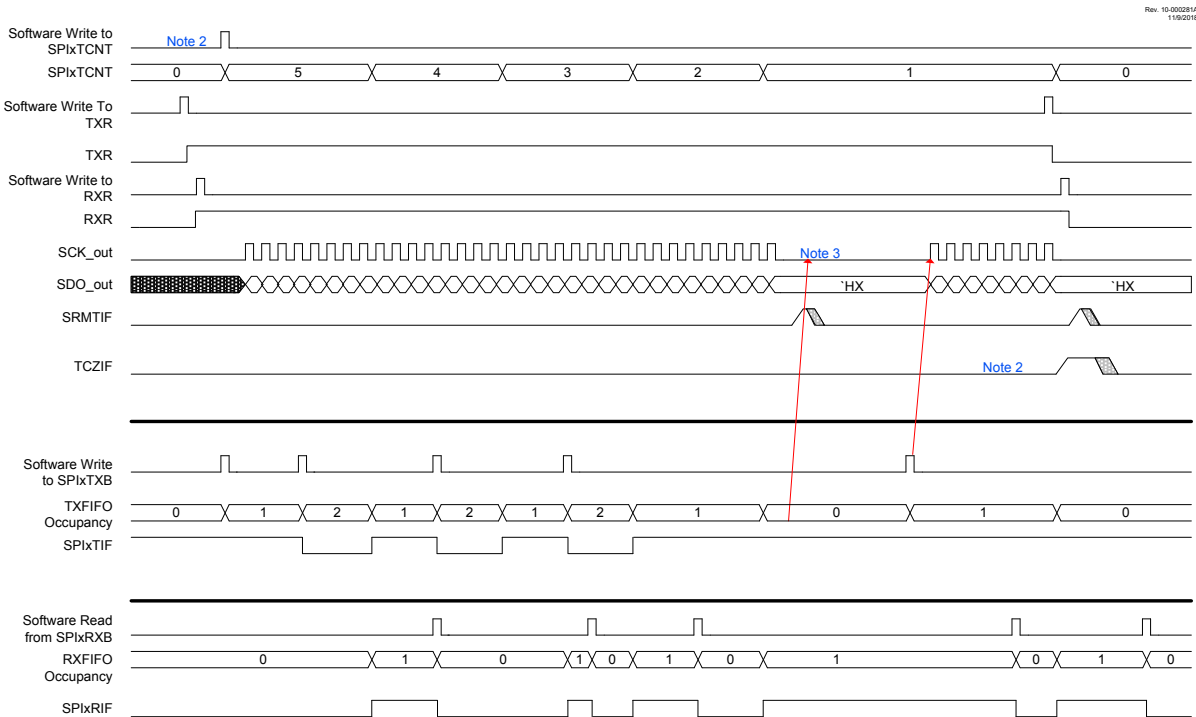 Rev. 10-000281A
11/9/2018
Software Write to
SPIxTCNT
Note 2
SPIxTCNT
0 5 4 3 2 1 0
Software Write To
TXR
TXR
Software Write to
RXR
RXR
SCK_out
Note 3
SDO_out
`HX
`HX
SRMTIF
TCZIF
Note 2
Software Write
to SPIxTXB
TXFIFO
Occupancy
0 1 2 1 2 1 2 1 0 1 0
SPIxTIF
Software Read
from SPIxRXB
RXFIFO
Occupancy
0 1 0 1 0 1 0 1 0 1 0
SPIxRIF